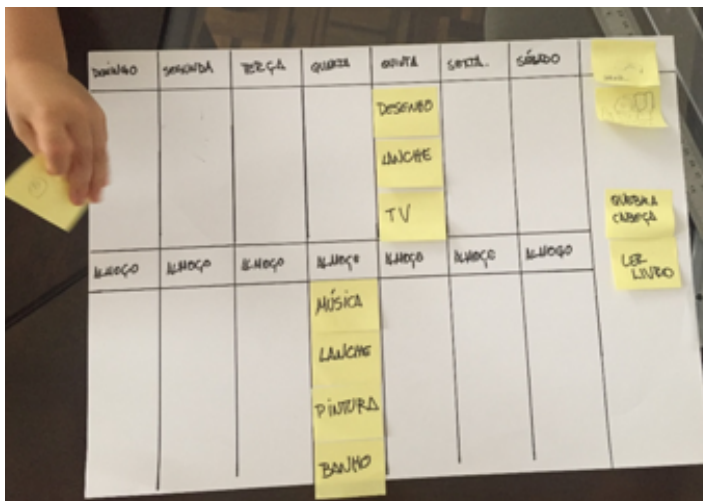 DOMINGO SEGUNDA TERÇA QUARTA QUINTA SEXTA. SÁBADO
DESENHO
LANCHE
TV
QUEBRA
CABEÇA
LER
LIVRO
ALMOÇO ALMOÇO ALMOÇO ALMOÇO ALMOÇO ALMOÇO ALMOÇO
MÚSICA
LANCHE
PINTURA
BANHO